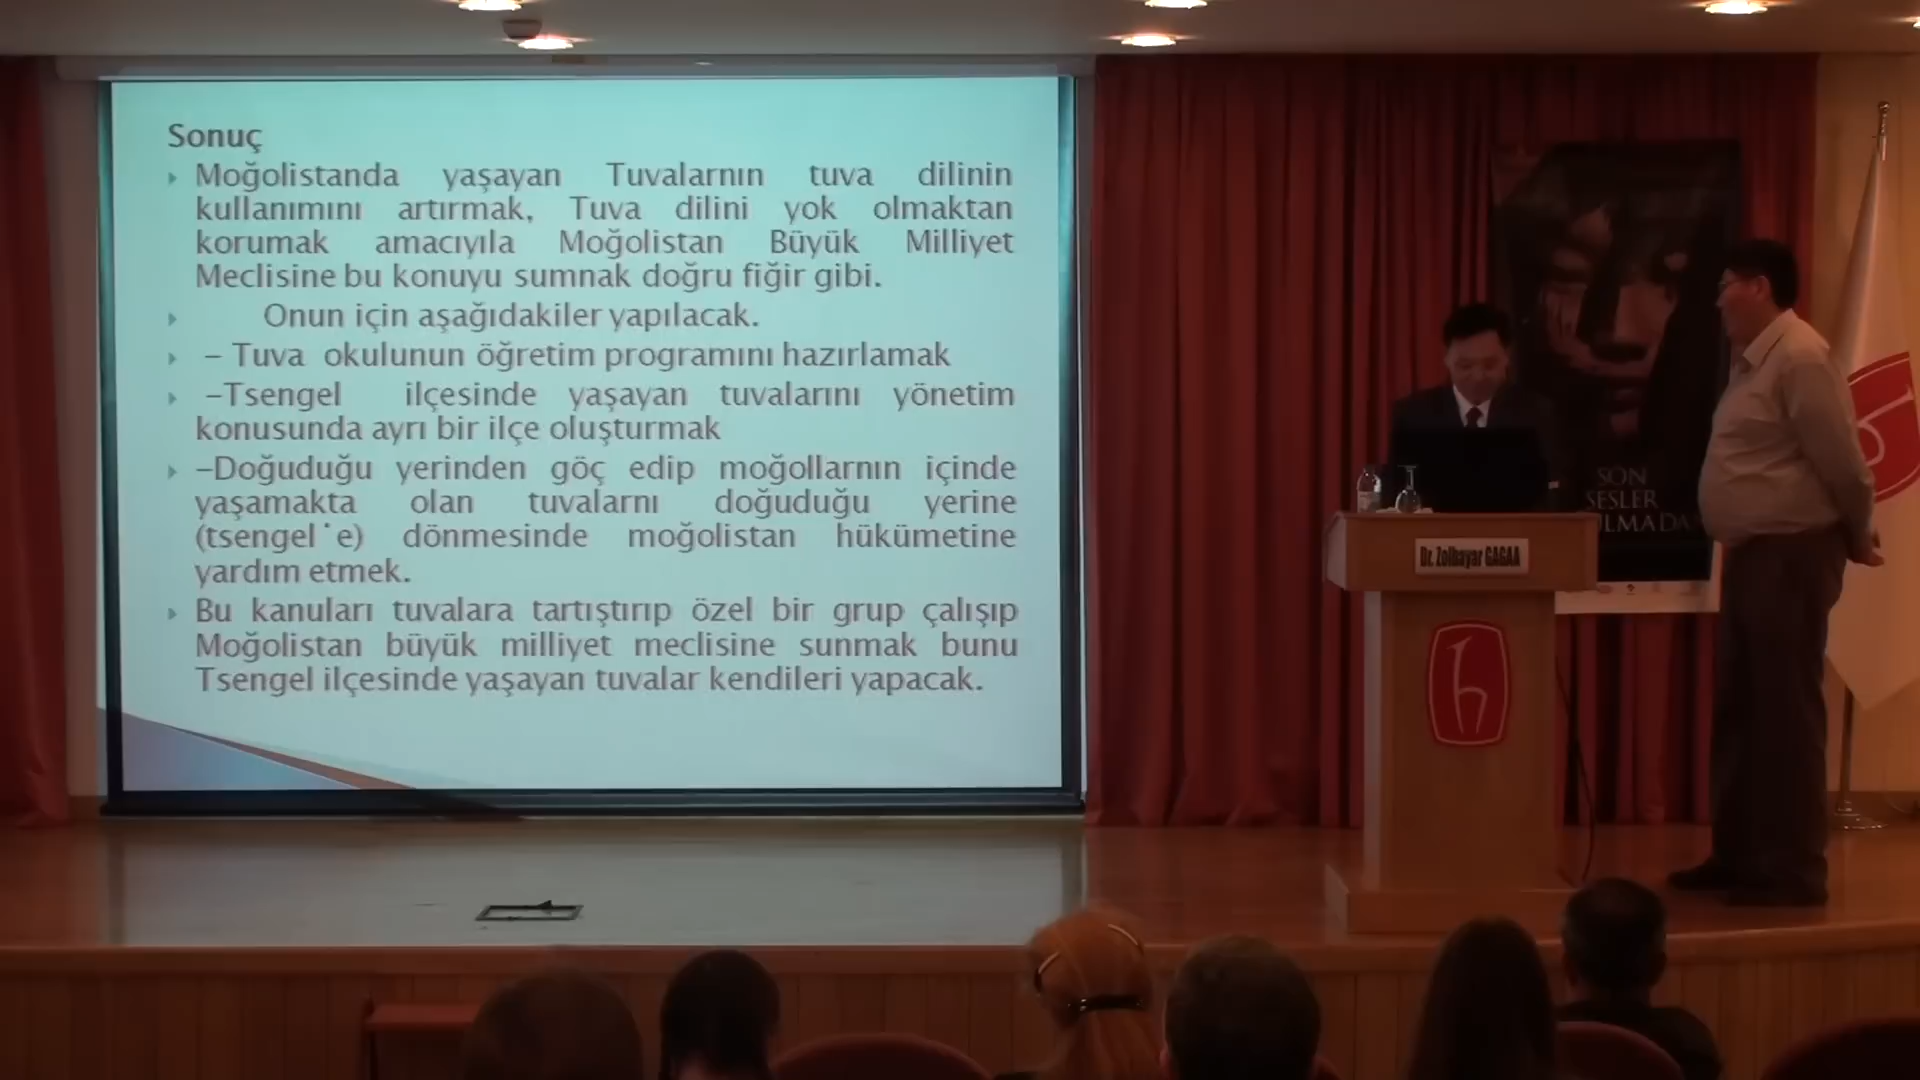 Sonuç
Moğolistanda yaşayan Tuvalarnın tuva dilinin
kullanımını artırmak, Tuva dilini yok olmaktan
korumak amacıyıla Moğolistan Büyük Milliyet
Meclisine bu konuyu sumnak doğru fiğir gibi.
Onun için aşağıdakiler yapılacak.
- Tuva okulunun öğretim programını hazırlamak
-Tsengel ilçesinde yaşayan tuvalarını yönetim
konusunda ayrı bir ilçe oluşturmak
-Doğuduğu yerinden göç edip moğollarnın içinde
yaşamakta olan tuvalarnı doğuduğu yerine
(tsengel˙e) dönmesinde moğolistan hükümetine
yardım etmek.
Bu kanuları tuvalara tartıştırıp özel bir grup çalışıp
Moğolistan büyük milliyet meclisine sunmak bunu
Tsengel ilçesinde yaşayan tuvalar kendileri yapacak.
SON
SESLER
Dr. Zolbayar GAGAA